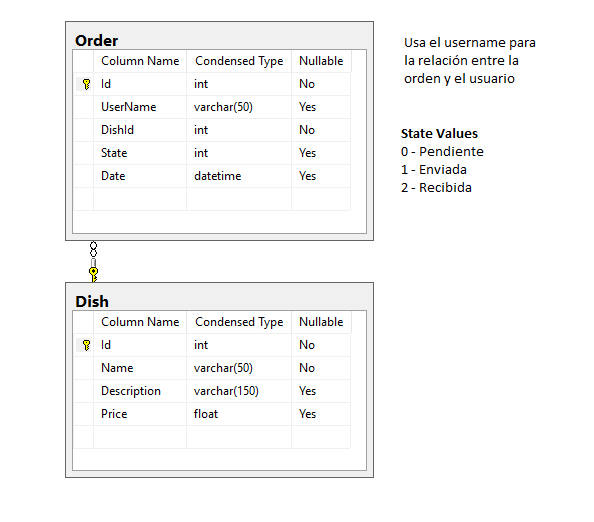 Order
Column Name Condensed Type Nullable
Id int No
UserName varchar(50) Yes
DishId int No
State int Yes
Date datetime Yes
Usa el username para
la relación entre la
orden y el usuario
State Values
0 - Pendiente
1 - Enviada
2 - Recibida
Dish
Column Name Condensed Type Nullable
Id int No
Name varchar(50) No
Description varchar(150) Yes
Price float Yes